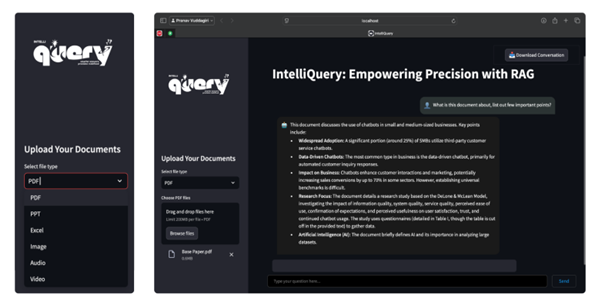 INTELLI
query
Upload Your Documents
Select file type
PDF
PDF
PPT
Excel
Image
Audio
Video
Pranav Vuddagiri
localhost
IntelliQuery
INTELLI
query
Upload Your Documents
Select file type
PDF
Choose PDF files
Drag and drop files here
Limit 200MB per file • PDF
Browse files
Base Paper.pdf
Download Conversation
IntelliQuery: Empowering Precision with RAG
What is this document about, list out few important points?
This document discusses the use of chatbots in small and medium-sized businesses. Key points
include:
• Widespread Adoption: A significant portion (around 25%) of SMBs utilize third-party customer
service chatbots.
• Data-Driven Chatbots: The most common type in business is the data-driven chatbot, primarily for
automated customer inquiry responses.
• Impact on Business: Chatbots enhance customer interactions and marketing, potentially
increasing sales conversions by up to 70% in some sectors. However, establishing universal
benchmarks is difficult.
• Research Focus: The document details a research study based on the DeLone & McLean Model,
investigating the impact of information quality, system quality, service quality, perceived ease of
use, confirmation of expectations, and perceived usefulness on user satisfaction, trust, and
continued chatbot usage. The study uses questionnaires (detailed in Table I, though the table is cut
off in the provided text) to gather data.
• Artificial Intelligence (AI): The document briefly defines AI and its importance in analyzing large
datasets.
Type your question here...
Send